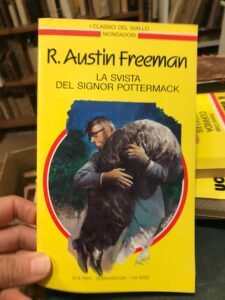 I CLASSICI DEL GIALLO
MONDADORI
R. Austin Freeman
LA SVISTA
DEL SIGNOR POTTERMACK